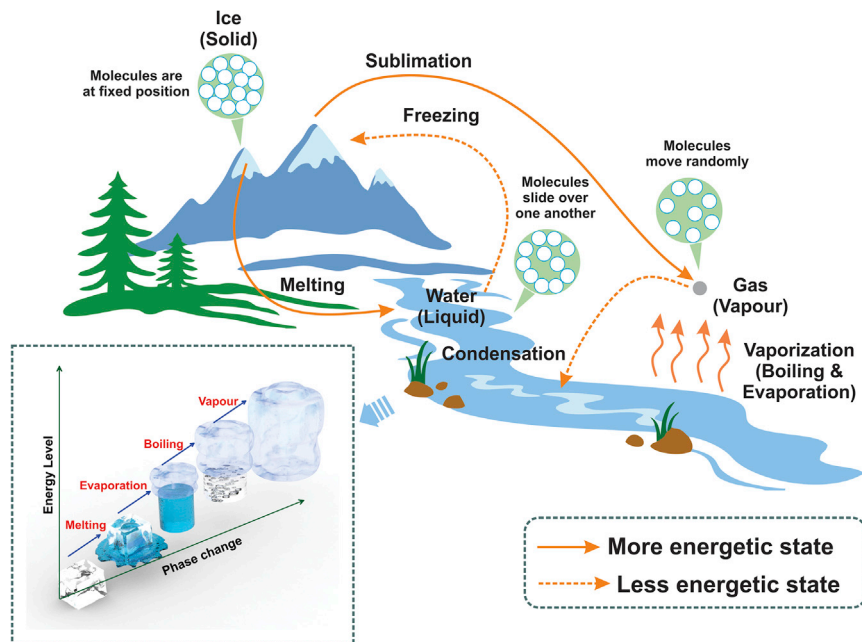 Ice
(Solid)
Molecules are
at fixed position
Sublimation
Freezing
Molecules
move randomly
Molecules
slide over
one another
Melting
Water
(Liquid)
Gas
(Vapour)
Condensation
Vaporization
(Boiling &
Evaporation)
Energy Level
Vapour
Boiling
Evaporation
Melting
Phase change
More energetic state
Less energetic state